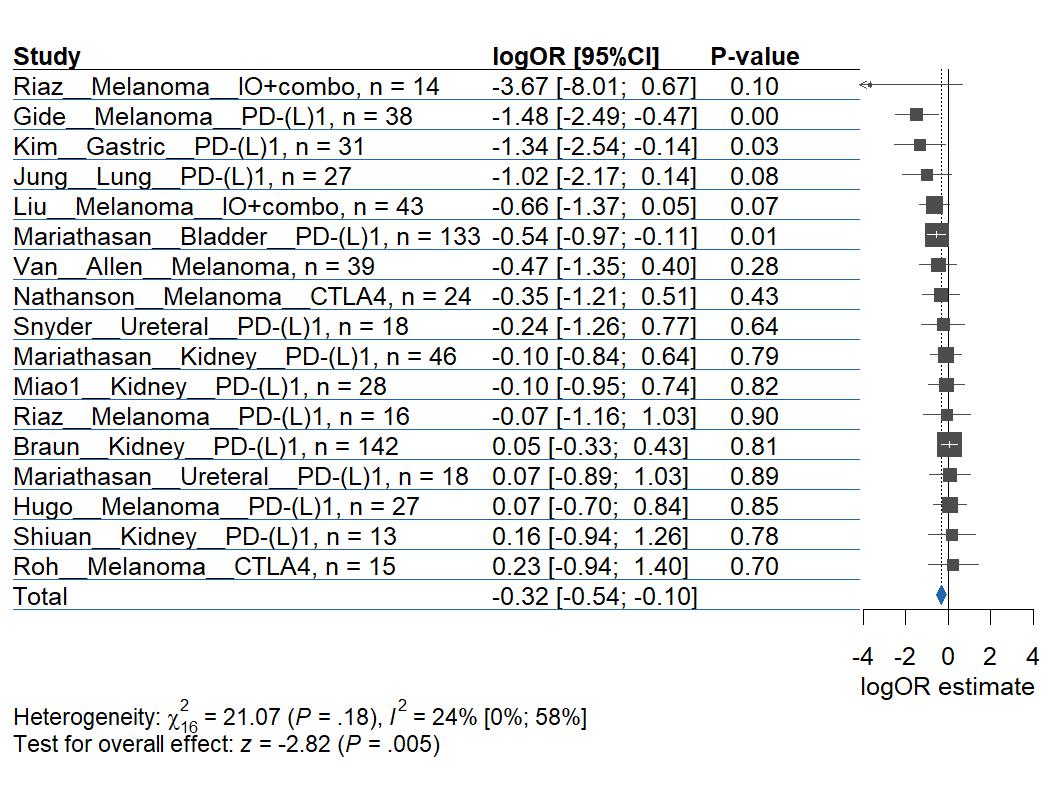 Study logOR [95%CI] P-value
Riaz__Melanoma__IO+combo, n = 14 -3.67 [-8.01; 0.67] 0.10
Gide__Melanoma__PD-(L)1, n = 38 -1.48 [-2.49; -0.47] 0.00
Kim__Gastric__PD-(L)1, n = 31 -1.34 [-2.54; -0.14] 0.03
Jung__Lung__PD-(L)1, n = 27 -1.02 [-2.17; 0.14] 0.08
Liu__Melanoma__IO+combo, n = 43 -0.66 [-1.37; 0.05] 0.07
Mariathasan__Bladder__PD-(L)1, n = 133 -0.54 [-0.97; -0.11] 0.01
Van__Allen__Melanoma, n = 39 -0.47 [-1.35; 0.40] 0.28
Nathanson__Melanoma__CTLA4, n = 24 -0.35 [-1.21; 0.51] 0.43
Snyder__Ureteral__PD-(L)1, n = 18 -0.24 [-1.26; 0.77] 0.64
Mariathasan__Kidney__PD-(L)1, n = 46 -0.10 [-0.84; 0.64] 0.79
Miao1__Kidney__PD-(L)1, n = 28 -0.10 [-0.95; 0.74] 0.82
Riaz__Melanoma__PD-(L)1, n = 16 -0.07 [-1.16; 1.03] 0.90
Braun__Kidney__PD-(L)1, n = 142 0.05 [-0.33; 0.43] 0.81
Mariathasan__Ureteral__PD-(L)1, n = 18 0.07 [-0.89; 1.03] 0.89
Hugo__Melanoma__PD-(L)1, n = 27 0.07 [-0.70; 0.84] 0.85
Shiuan__Kidney__PD-(L)1, n = 13 0.16 [-0.94; 1.26] 0.78
Roh__Melanoma__CTLA4, n = 15 0.23 [-0.94; 1.40] 0.70
Total -0.32 [-0.54; -0.10]
-4 -2 0 2 4
logOR estimate
Heterogeneity: χ²₁₆ = 21.07 (P = .18), I² = 24% [0%; 58%]
Test for overall effect: z = -2.82 (P = .005)